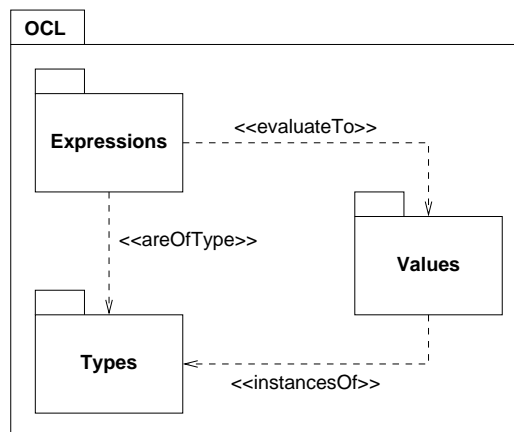 OCL
Expressions
<<evaluateTo>>
<<areOfType>>
Values
Types
<<instancesOf>>